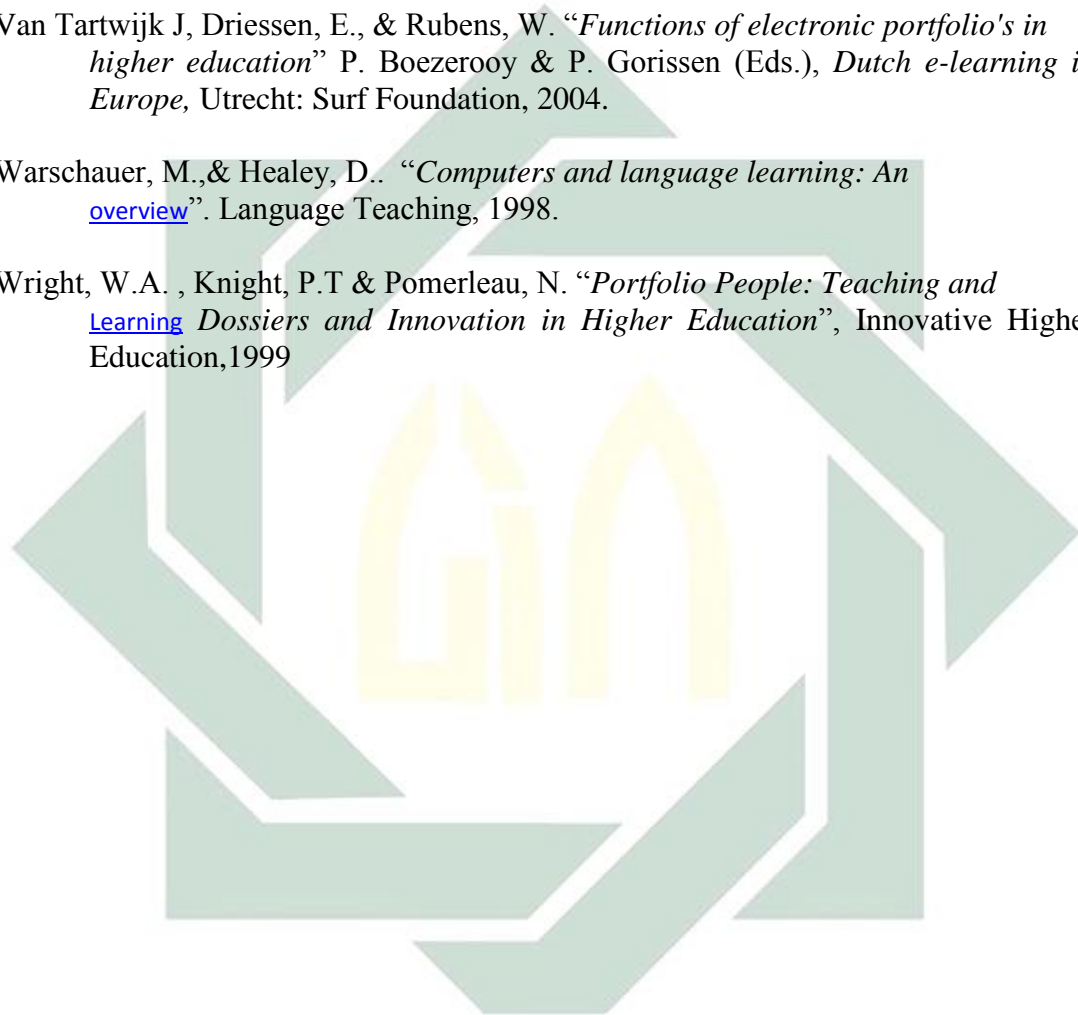 Van Tartwijk J, Driessen, E., & Rubens, W. “Functions of electronic portfolio's in
higher education” P. Boezerooy & P. Gorissen (Eds.), Dutch e-learning i
Europe, Utrecht: Surf Foundation, 2004.
Warschauer, M.,& Healey, D.. “Computers and language learning: An
overview”. Language Teaching, 1998.
Wright, W.A. , Knight, P.T & Pomerleau, N. “Portfolio People: Teaching and
Learning Dossiers and Innovation in Higher Education”, Innovative Highe
Education,1999